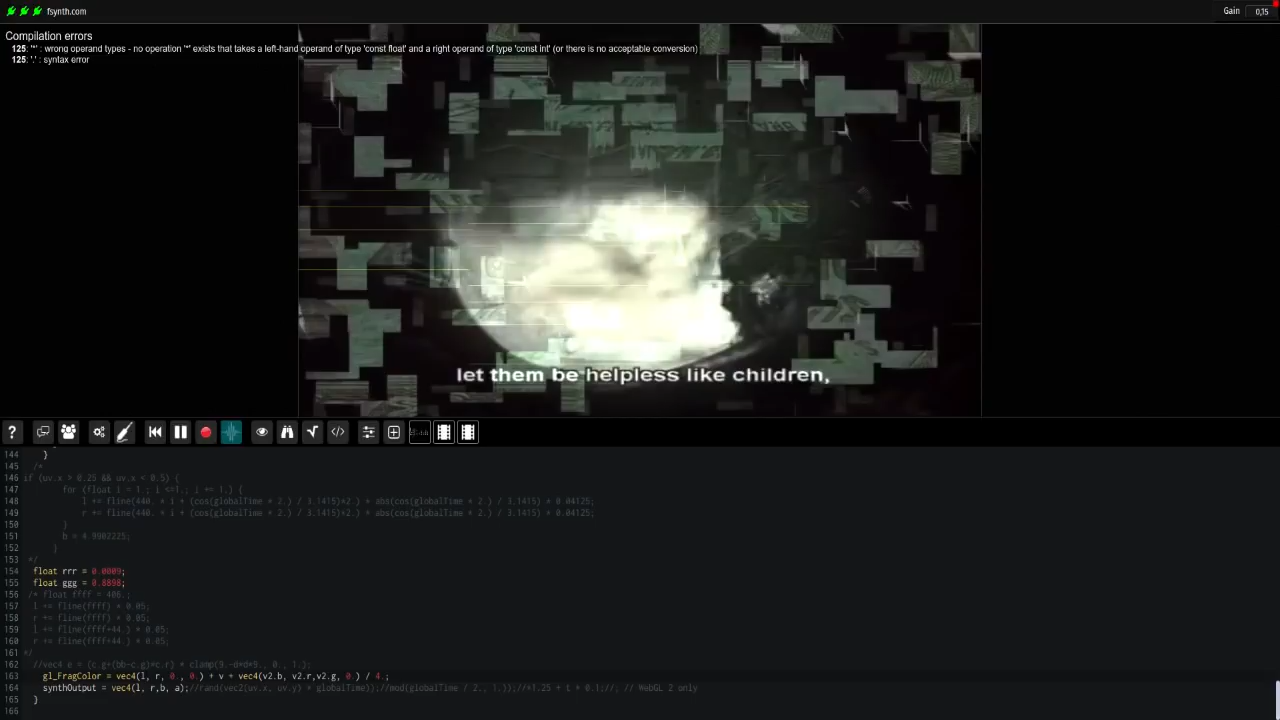 fsynth.com
Gain 0,15
Compilation errors
125: '*' : wrong operand types - no operation '*' exists that takes a left-hand operand of type 'const float' and a right operand of type 'const int' (or there is no acceptable conversion)
125: '.' : syntax error
let them be helpless like children,
144 }
145 /*
146 if (uv.x > 0.25 && uv.x < 0.5) {
147 for (float i = 1.; i <=1.; i += 1.) {
148 l += fline(440. * i + (cos(globalTime * 2.) / 3.1415)*2.) * abs(cos(globalTime * 2.) / 3.1415) * 0.04125;
149 r += fline(440. * i + (cos(globalTime * 2.) / 3.1415)*2.) * abs(cos(globalTime * 2.) / 3.1415) * 0.04125;
150 }
151 b = 4.9902225;
152 }
153 */
154 float rrr = 0.0009;
155 float ggg = 0.8898;
156 /* float ffff = 406.;
157 l += fline(ffff) * 0.05;
158 r += fline(ffff) * 0.05;
159 l += fline(ffff+44.) * 0.05;
160 r += fline(ffff+44.) * 0.05;
161 */
162 //vec4 e = (c.g+(bb-c.g)*c.r) * clamp(9.-d*d*9., 0., 1.);
163 gl_FragColor = vec4(l, r, 0., 0.) + v + vec4(v2.b, v2.r,v2.g, 0.) / 4.;
164 synthOutput = vec4(l, r,b, a);//rand(vec2(uv.x, uv.y) * globalTime));//mod(globalTime / 2., 1.));//*1.25 + t * 0.1;//; // WebGL 2 only
165 }
166